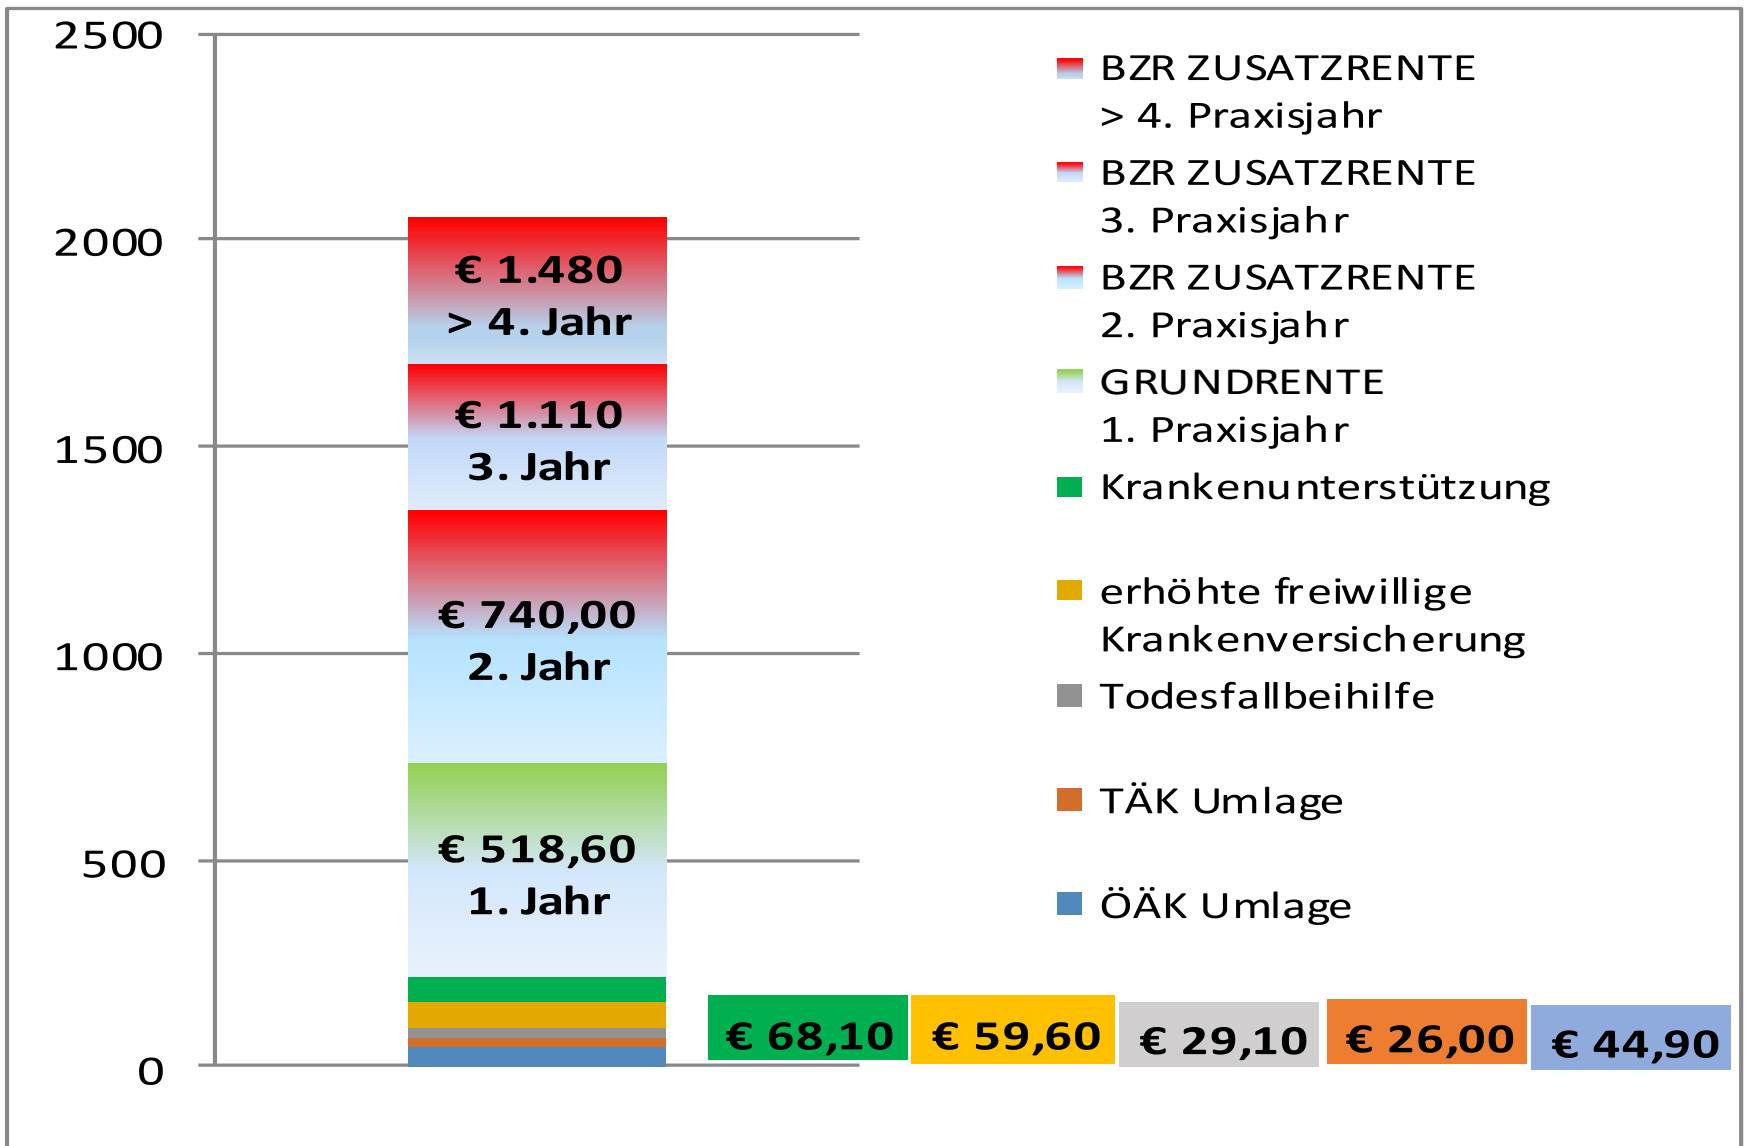 2500
2000
1500
1000
500
0
€ 1.480
> 4. Jahr
€ 1.110
3. Jahr
€ 740,00
2. Jahr
€ 518,60
1. Jahr
BZR ZUSATZRENTE
> 4. Praxisjahr
BZR ZUSATZRENTE
3. Praxisjahr
BZR ZUSATZRENTE
2. Praxisjahr
GRUNDRENTE
1. Praxisjahr
Krankenunterstützung
erhöhte freiwillige
Krankenversicherung
Todesfallbeihilfe
TÄK Umlage
ÖÄK Umlage
€ 68,10
€ 59,60
€ 29,10
€ 26,00
€ 44,90